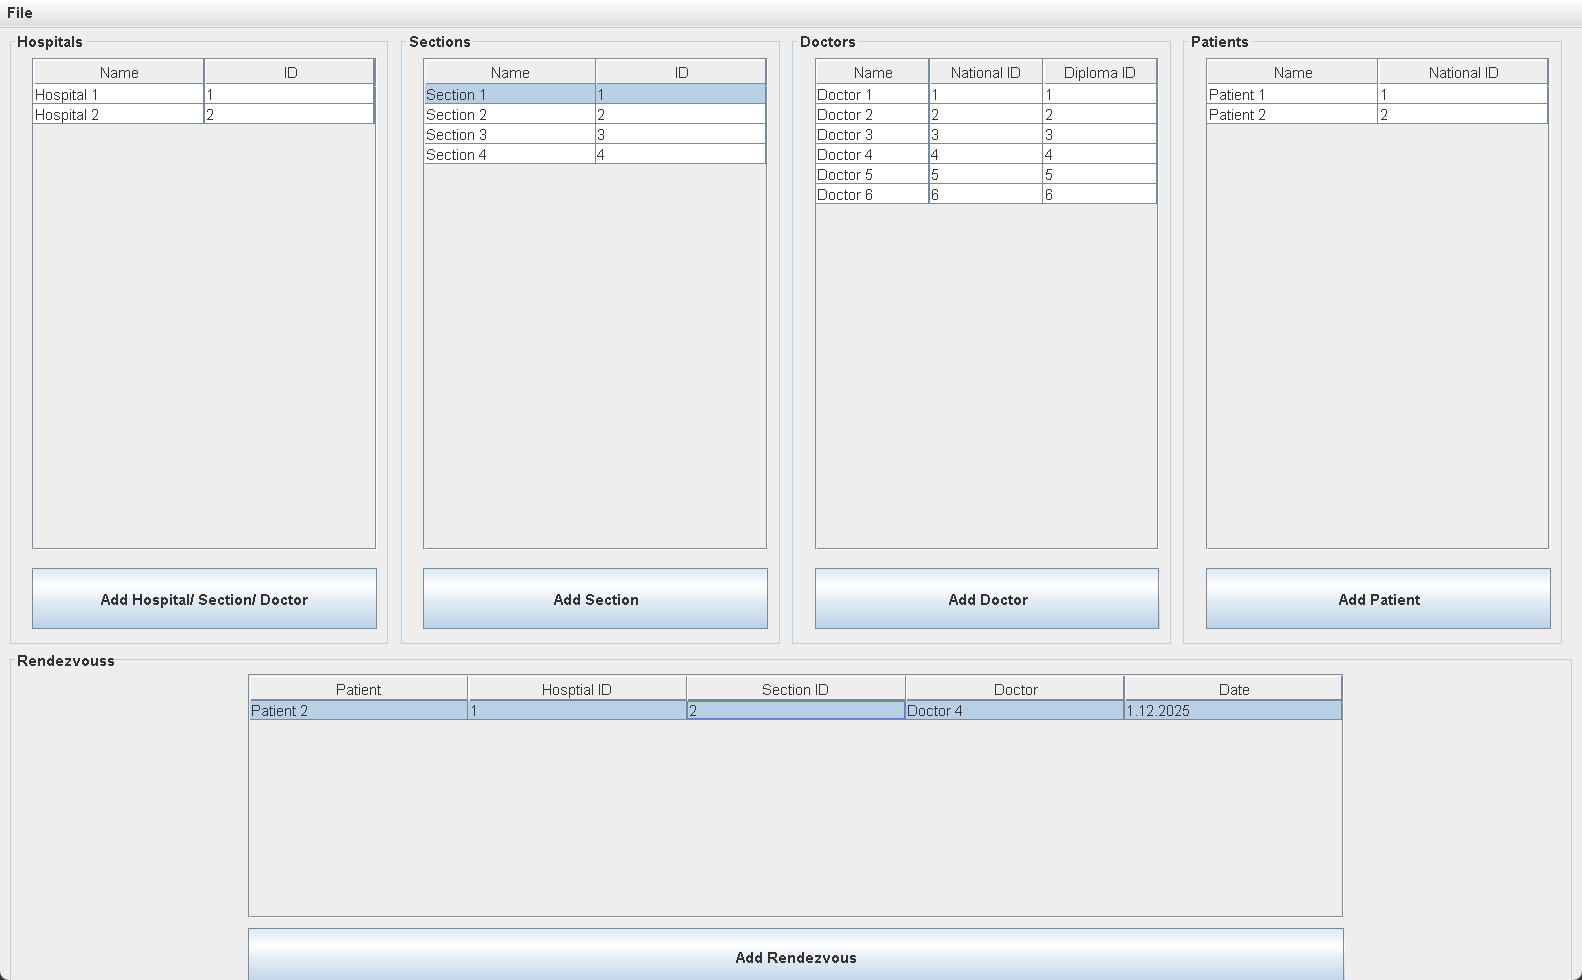 File
Hospitals
Name ID
Hospital 1 1
Hospital 2 2
Add Hospital/ Section/ Doctor
Sections
Name ID
Section 1 1
Section 2 2
Section 3 3
Section 4 4
Add Section
Doctors
Name National ID Diploma ID
Doctor 1 1 1
Doctor 2 2 2
Doctor 3 3 3
Doctor 4 4 4
Doctor 5 5 5
Doctor 6 6 6
Add Doctor
Patients
Name National ID
Patient 1 1
Patient 2 2
Add Patient
Rendezvouss
Patient Hosptial ID Section ID Doctor Date
Patient 2 1 2 Doctor 4 1.12.2025
Add Rendezvous